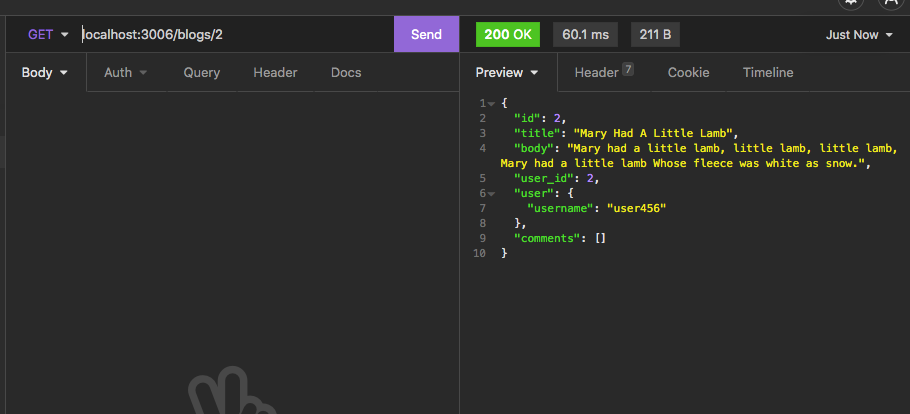 GET localhost:3006/blogs/2 Send 200 OK 60.1 ms 211 B Just Now
Body Auth Query Header Docs Preview Header 7 Cookie Timeline
1 {
2 "id": 2,
3 "title": "Mary Had A Little Lamb",
4 "body": "Mary had a little lamb, little lamb, little lamb,
Mary had a little lamb Whose fleece was white as snow.",
5 "user_id": 2,
6 "user": {
7 "username": "user456"
8 },
9 "comments": []
10 }